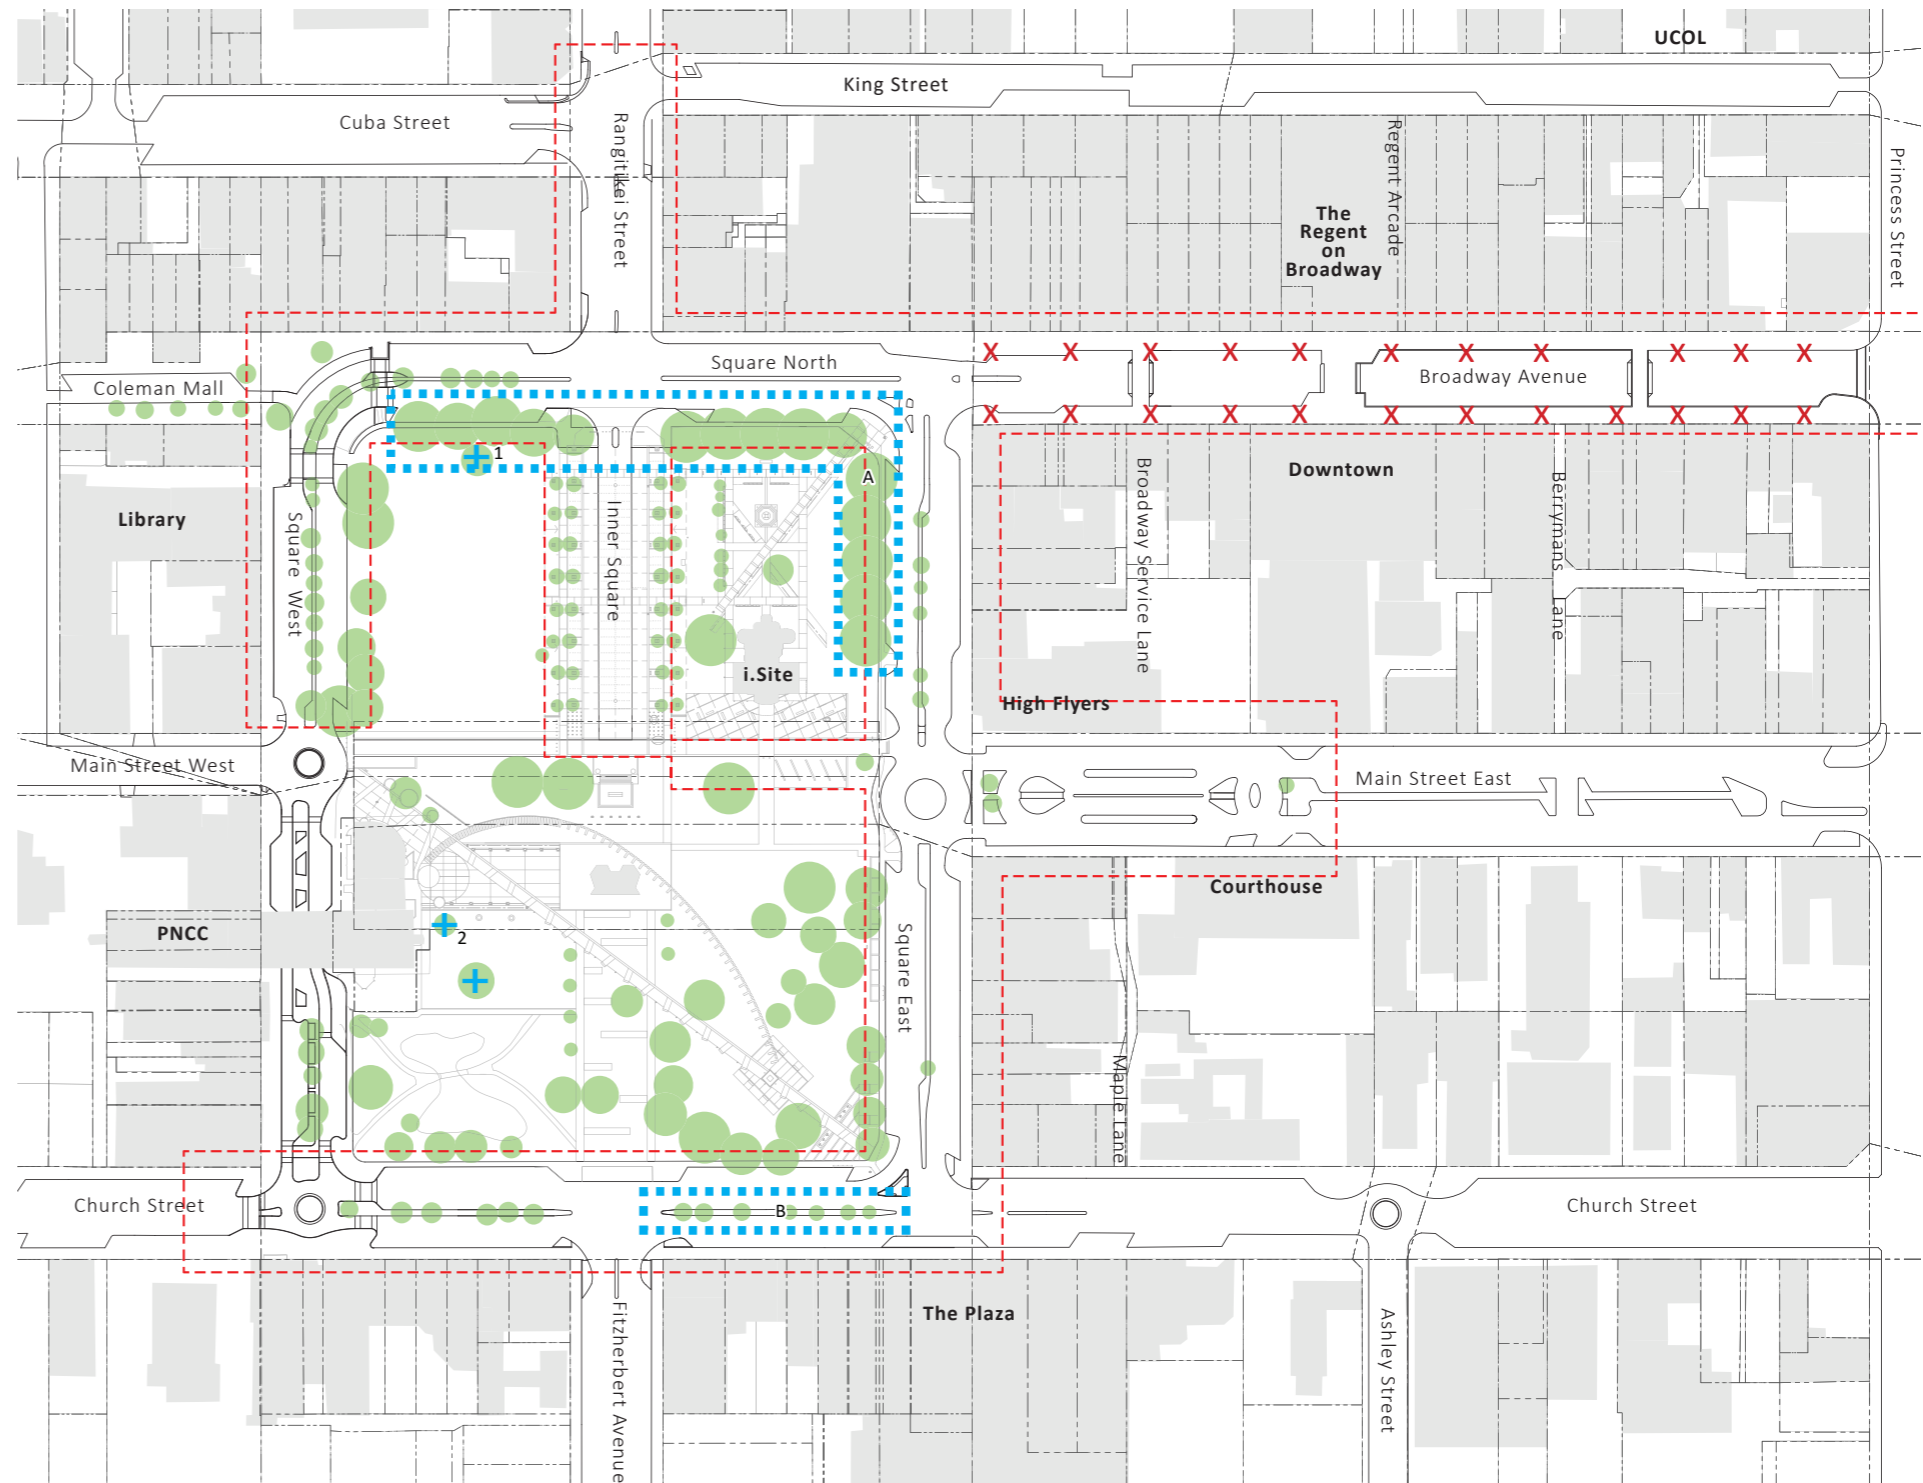 UCOL
King Street
Cuba Street
Rangitikei Street
Regent Arcade
Princess Street
The
Regent
on
Broadway
Square North
X X X X X X X X X X X
Broadway Avenue
Coleman Mall
X X X X X X X X X X X X
1
A
Library
Square West
Inner Square
Broadway Service Lane
Downtown
Berrymans Lane
i.Site
High Flyers
Main Street West
Main Street East
Courthouse
PNCC
2
Square East
Maple Lane
Church Street
B
Church Street
The Plaza
Fitzherbert Avenue
Ashley Street